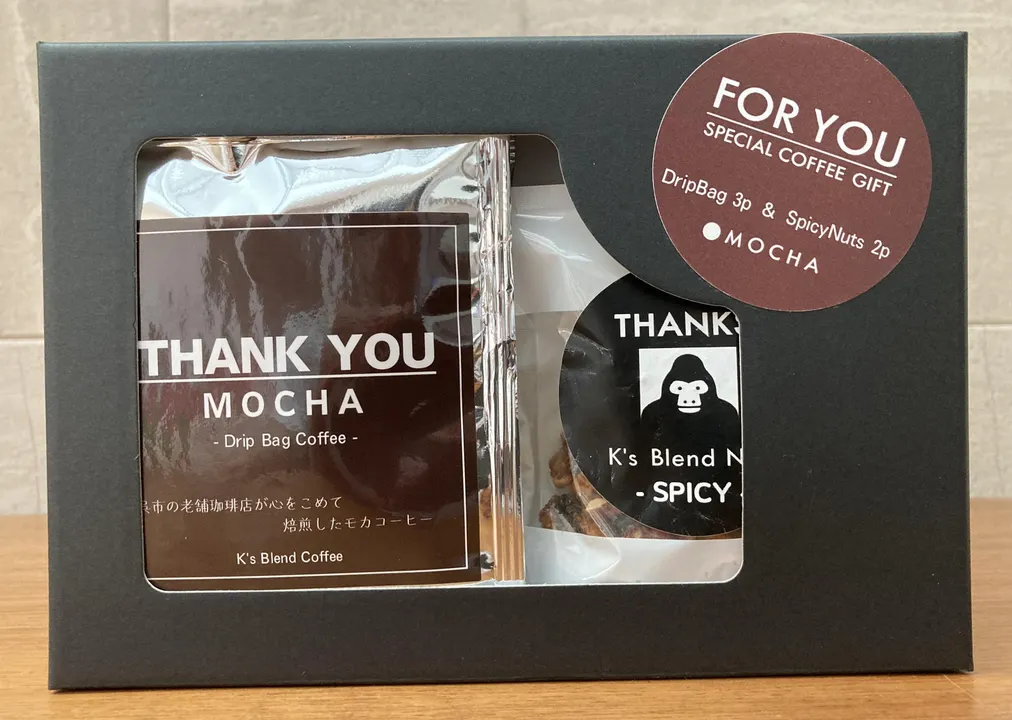 FOR YOU
SPECIAL COFFEE GIFT
DripBag 3p & SpicyNuts 2p
MOCHA
THANK YOU
MOCHA
- Drip Bag Coffee -
呉市の老舗珈琲店が心をこめて
焙煎したモカコーヒー
K's Blend Coffee
THANK
K's Blend N
- SPICY